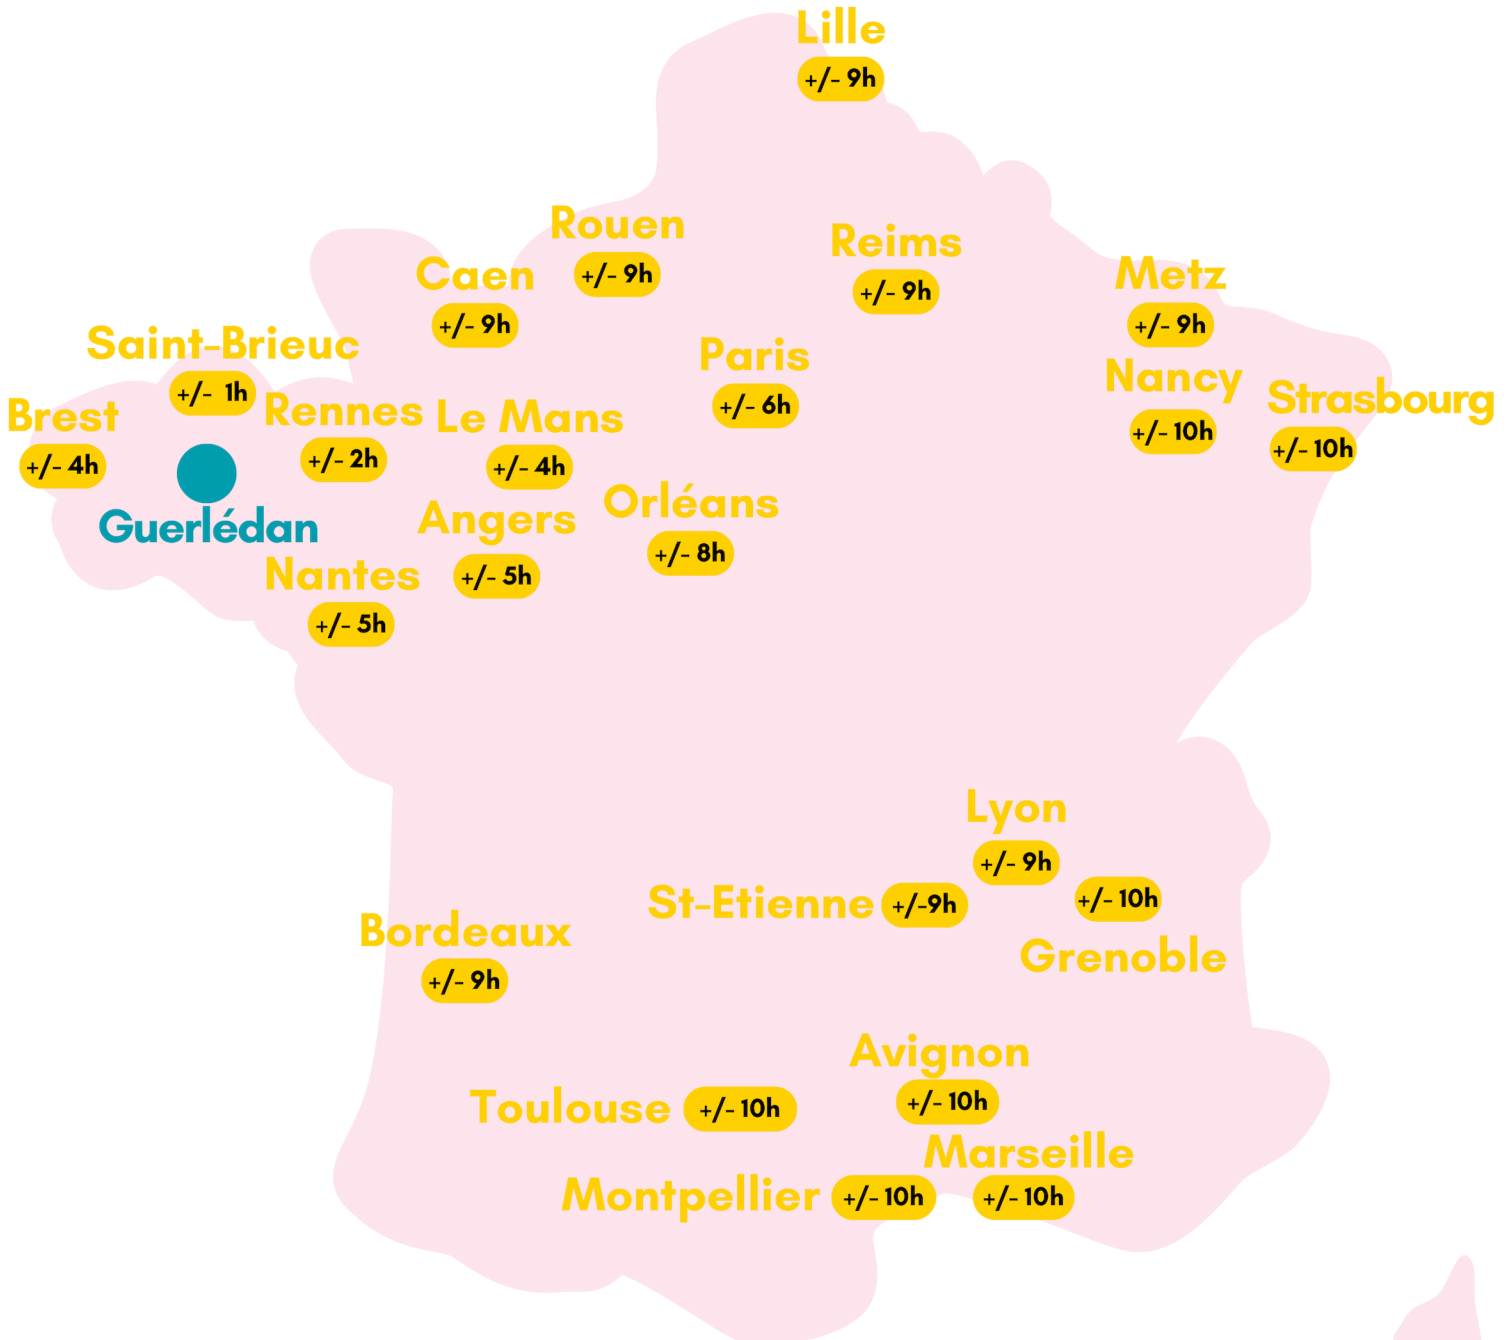 Lille
+/- 9h
Rouen
+/- 9h
Reims
+/- 9h
Caen
+/- 9h
Metz
+/- 9h
Saint-Brieuc
+/- 1h
Paris
+/- 6h
Nancy
+/- 10h
Strasbourg
+/- 10h
Brest
+/- 4h
Rennes
+/- 2h
Le Mans
+/- 4h
Guerlédan
Angers
+/- 5h
Orléans
+/- 8h
Nantes
+/- 5h
Lyon
+/- 9h
St-Etienne +/-9h
+/- 10h
Grenoble
Bordeaux
+/- 9h
Avignon
+/- 10h
Toulouse +/- 10h
Marseille
+/- 10h
Montpellier +/- 10h